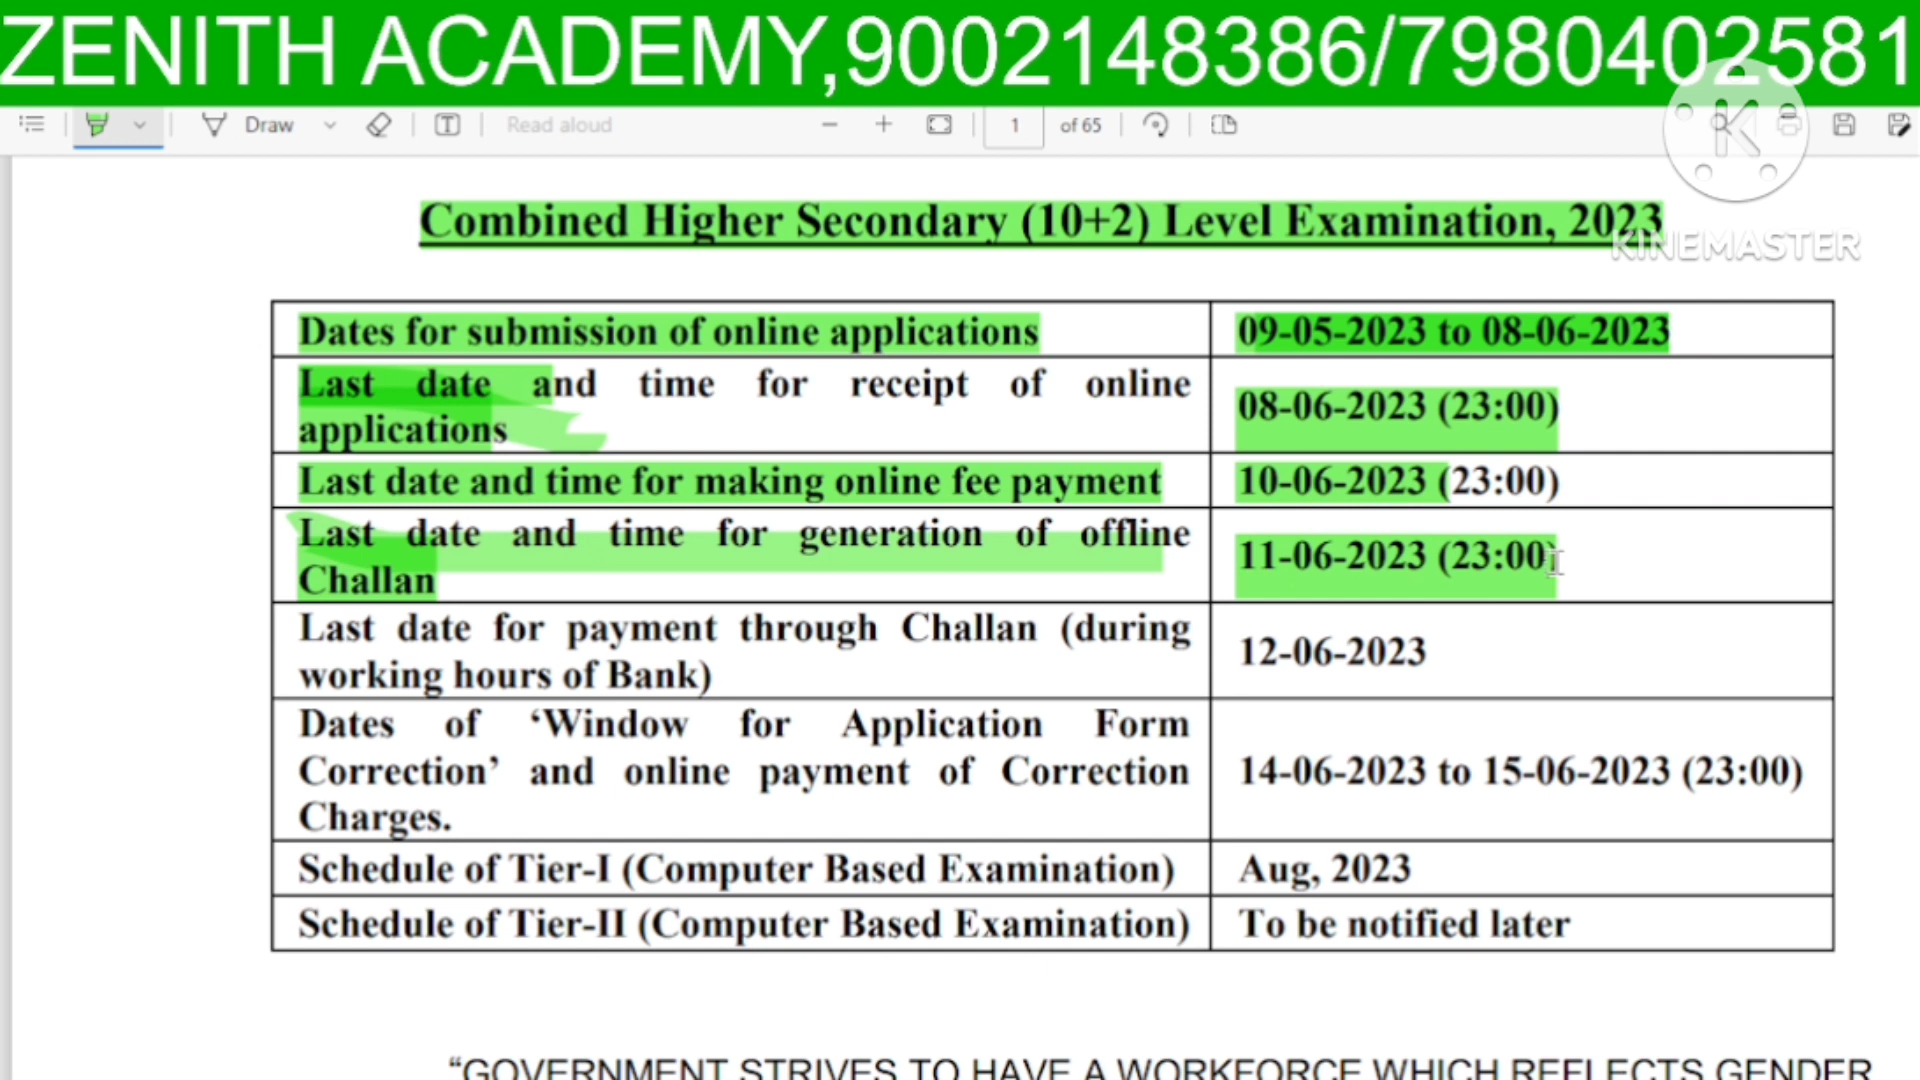 ZENITH ACADEMY,9002148386/7980402581
Draw Read aloud 1 of 65
KINEMASTER
Combined Higher Secondary (10+2) Level Examination, 2023
Dates for submission of online applications 09-05-2023 to 08-06-2023
Last date and time for receipt of online
applications 08-06-2023 (23:00)
Last date and time for making online fee payment 10-06-2023 (23:00)
Last date and time for generation of offline
Challan 11-06-2023 (23:00)
Last date for payment through Challan (during
working hours of Bank) 12-06-2023
Dates of ‘Window for Application Form
Correction’ and online payment of Correction 14-06-2023 to 15-06-2023 (23:00)
Charges.
Schedule of Tier-I (Computer Based Examination) Aug, 2023
Schedule of Tier-II (Computer Based Examination) To be notified later
“GOVERNMENT STRIVES TO HAVE A WORKFORCE WHICH REFLECTS GENDER